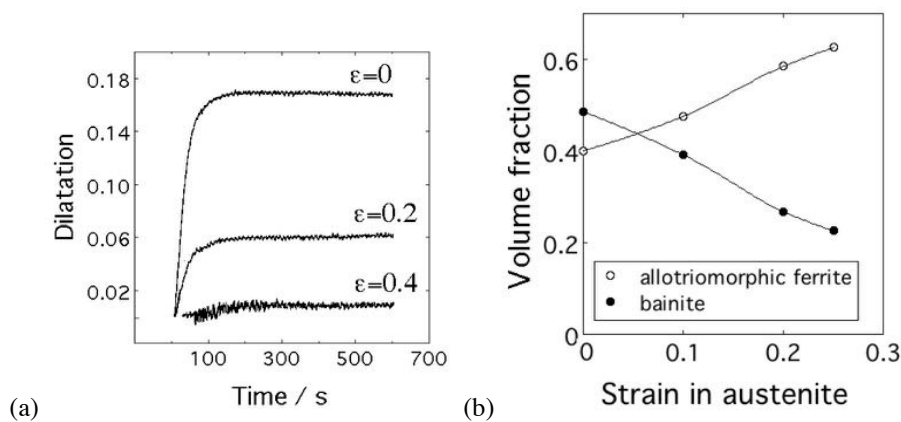 0.18
0.14
0.10
0.06
0.02
Dilatation
ε=0
ε=0.2
ε=0.4
100 300 500 700
Time / s
(a)
0.6
0.4
0.2
0
Volume fraction
allotriomorphic ferrite
bainite
0 0.1 0.2 0.3
Strain in austenite
(b)